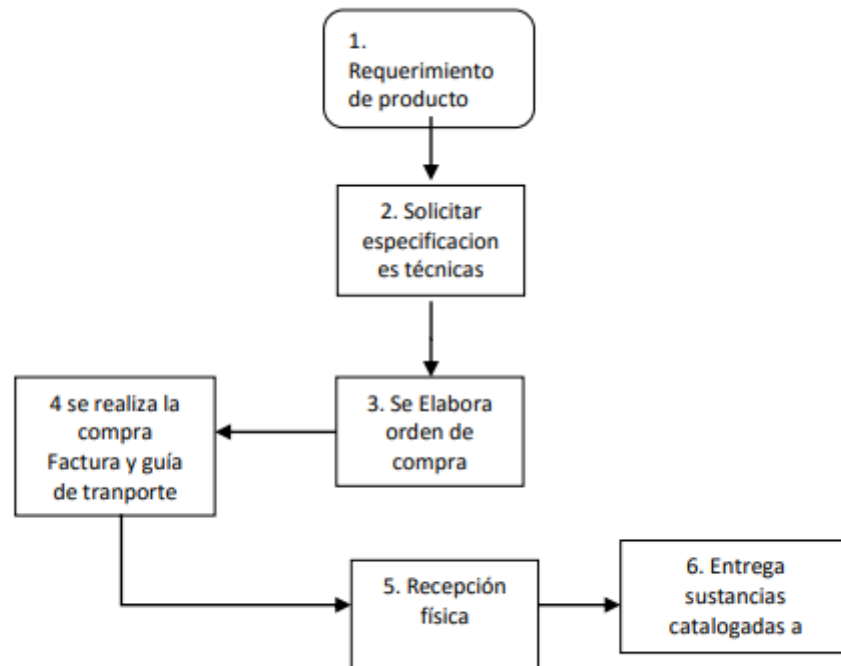 1.
Requerimiento
de producto
2. Solicitar
especificacion
es técnicas
3. Se Elabora
orden de
compra
4 se realiza la
compra
Factura y guía
de tranporte
5. Recepción
física
6. Entrega
sustancias
catalogadas a